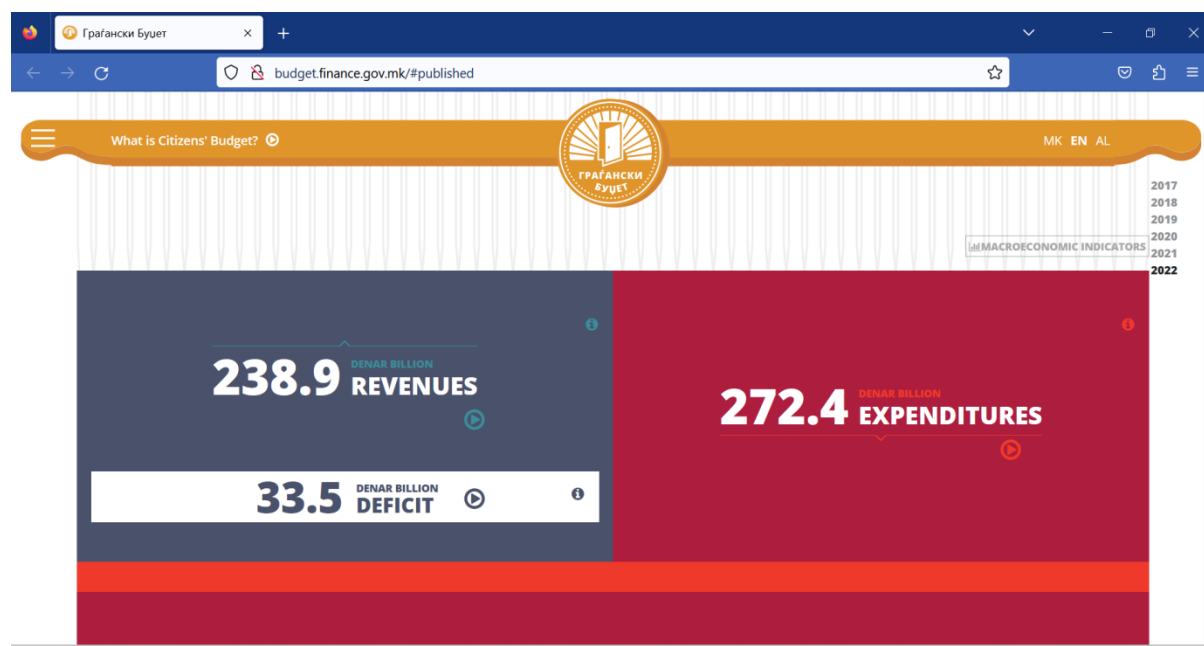 Граѓански Буџет
budget.finance.gov.mk/#published
What is Citizens' Budget?
ГРАЃАНСКИ
БУЏЕТ
MK EN AL
2017
2018
2019
2020
MACROECONOMIC INDICATORS
2021
2022
238.9 DENAR BILLION
REVENUES
272.4 DENAR BILLION
EXPENDITURES
33.5 DENAR BILLION
DEFICIT